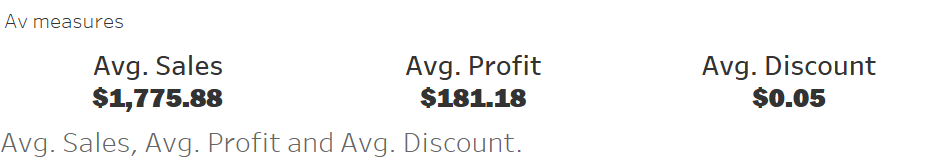 Av measures
Avg. Sales Avg. Profit Avg. Discount
$1,775.88 $181.18 $0.05
Avg. Sales, Avg. Profit and Avg. Discount.